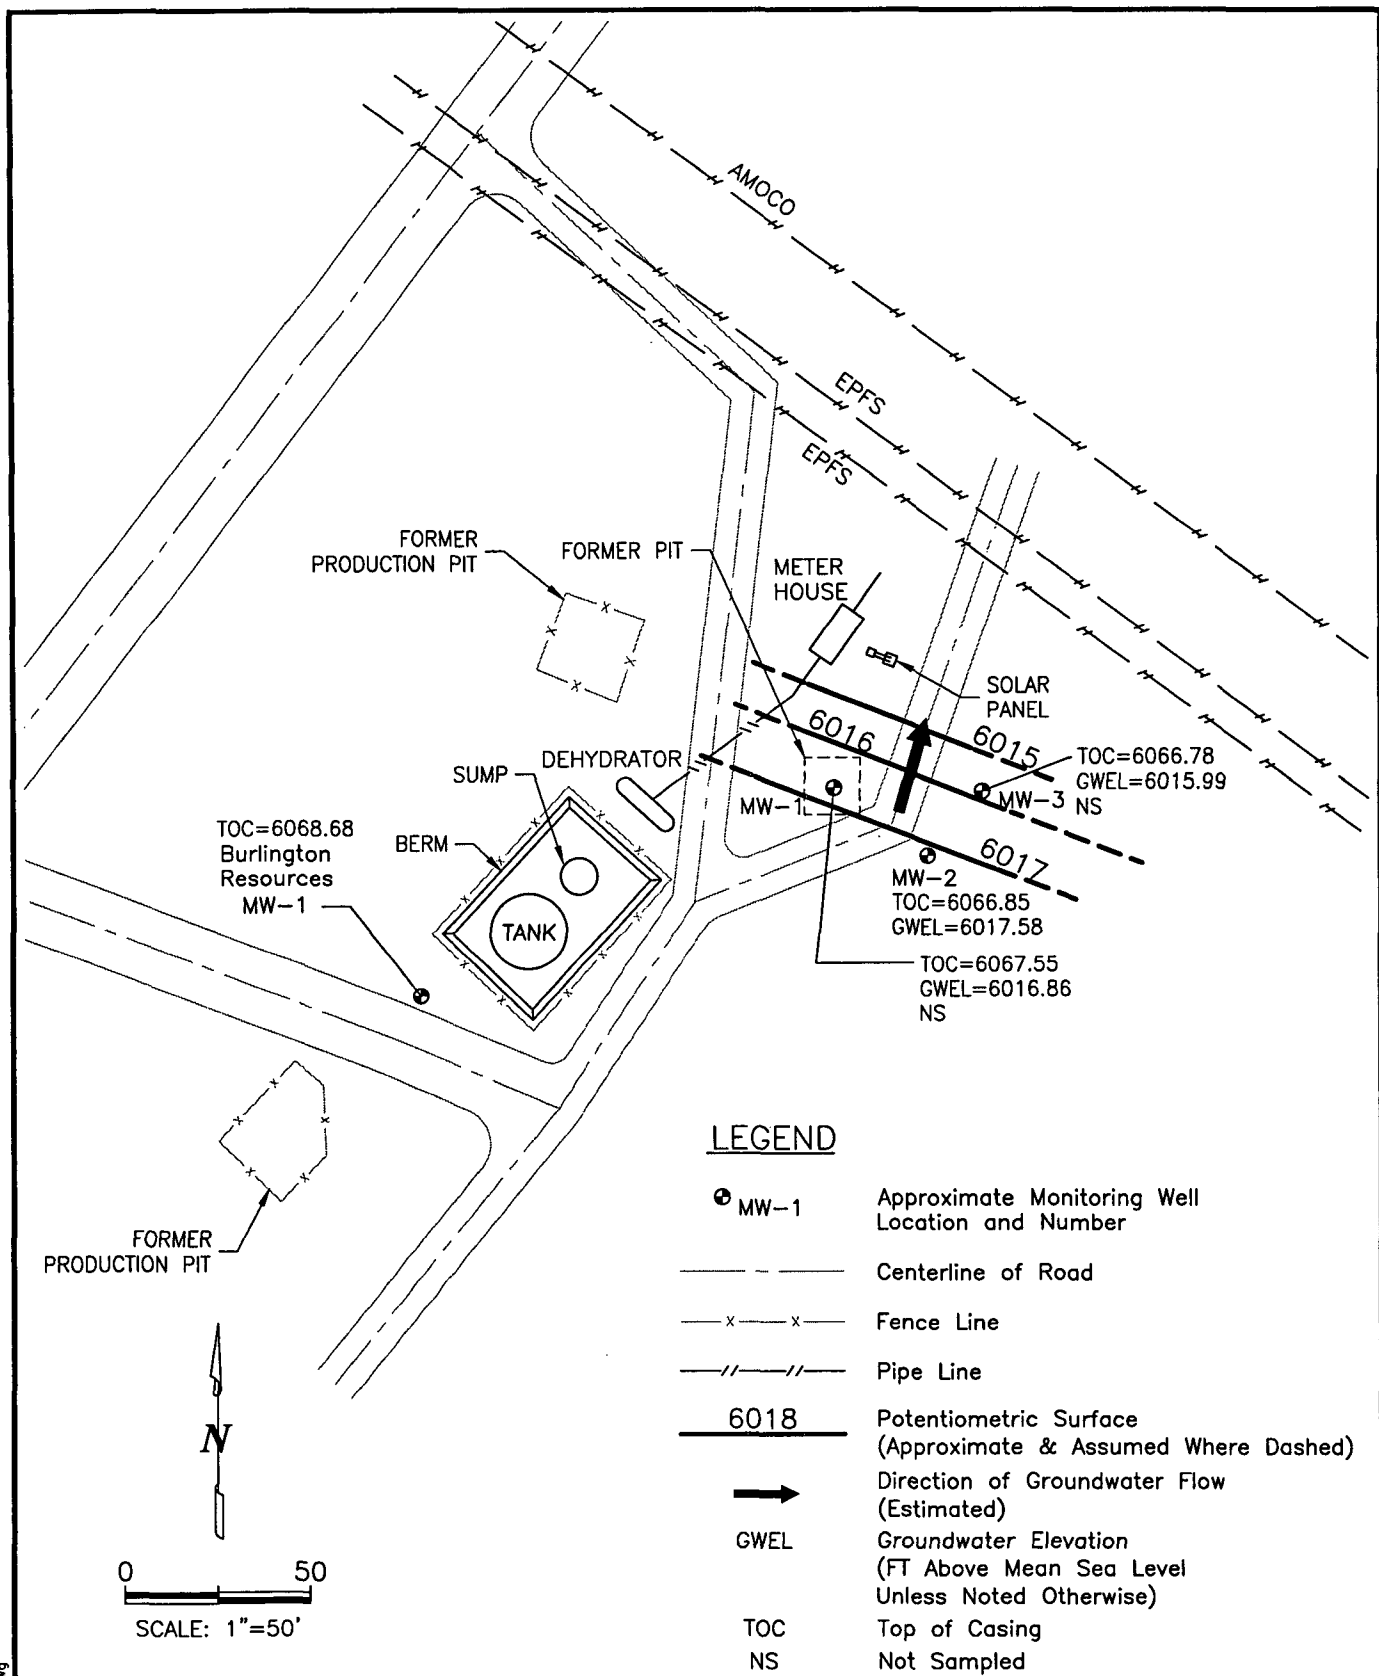 AMOCO
EPFS
EPFS
FORMER
PRODUCTION PIT
FORMER PIT
METER
HOUSE
SOLAR
PANEL
6015
6016
6017
TOC=6066.78
GWEL=6015.99
NS
MW-3
MW-1
DEHYDRATOR
SUMP
BERM
TANK
TOC=6068.68
Burlington
Resources
MW-1
MW-2
TOC=6066.85
GWEL=6017.58
TOC=6067.55
GWEL=6016.86
NS
FORMER
PRODUCTION PIT
N
0 50
SCALE: 1"=50'
LEGEND
MW-1 Approximate Monitoring Well
Location and Number
Centerline of Road
x x Fence Line
Pipe Line
6018 Potentiometric Surface
(Approximate & Assumed Where Dashed)
Direction of Groundwater Flow
(Estimated)
GWEL Groundwater Elevation
(FT Above Mean Sea Level
Unless Noted Otherwise)
TOC Top of Casing
NS Not Sampled